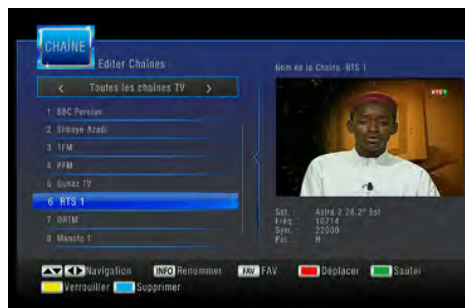 CHAÎNE
Editer Chaînes
Nom de la Chaîne RTS 1
< Toutes les chaînes TV >
1 BBC Persian
2 Simaye-Azadi
3 TFM
4 PFM
5 Gunaz TV
6 RTS 1
7 ORTM
8 Manoto 1
Sat. : Astra 2 28.2° Est
Fréq. : 10714
Sym. : 22000
Pol. : H
Navigation INFO Renommer FAV FAV Déplacer Sauter
Verrouiller Supprimer